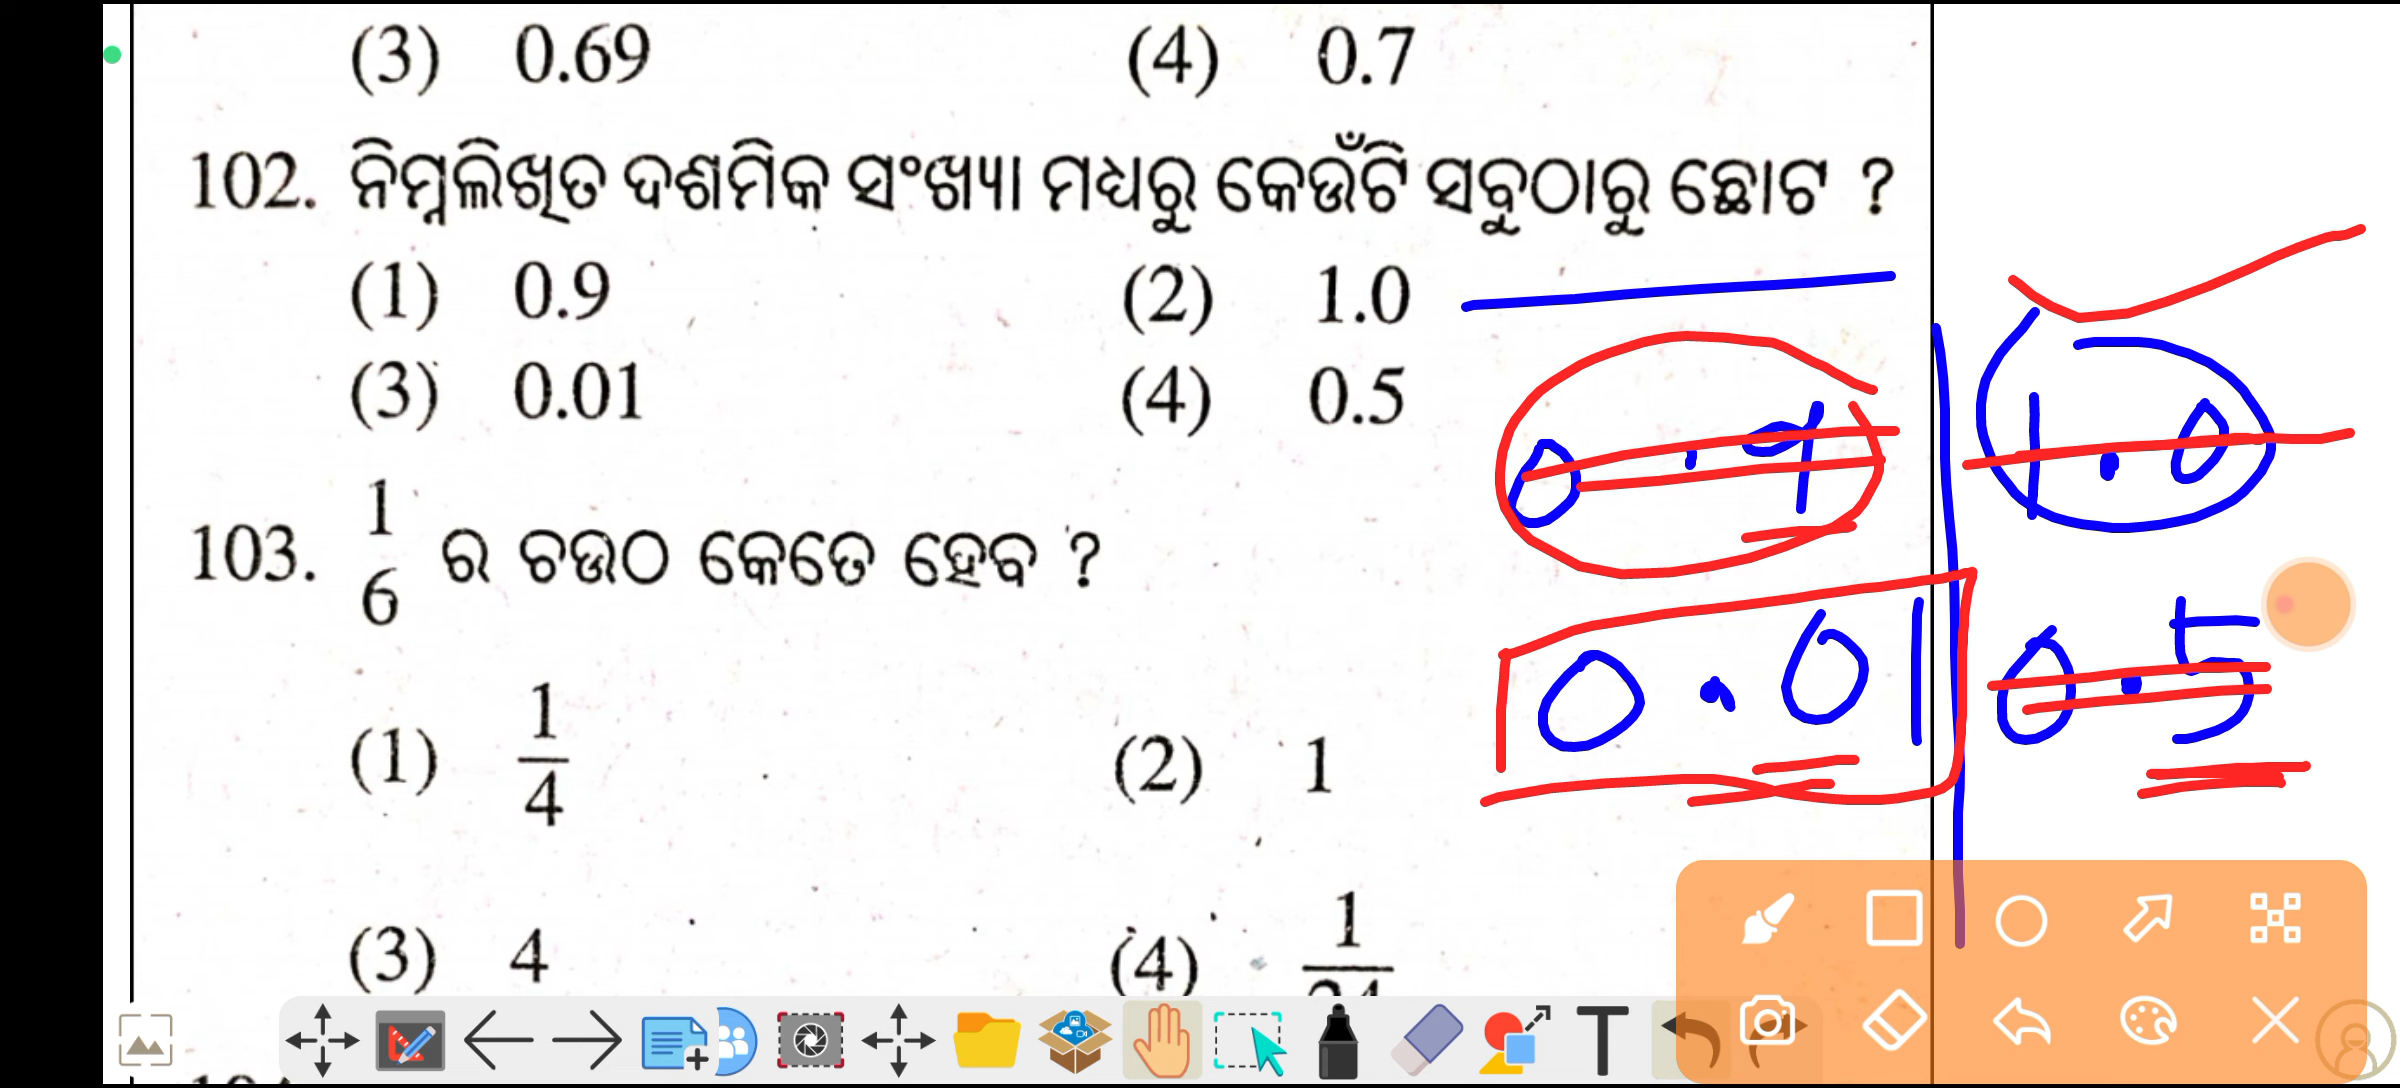 (3) 0.69 (4) 0.7
102. ନିମ୍ନଲିଖିତ ଦଶମିକ ସଂଖ୍ୟା ମଧ୍ୟରୁ କେଉଁଟି ସବୁଠାରୁ ଛୋଟ ?
(1) 0.9 (2) 1.0
(3) 0.01 (4) 0.5
0.9 1.0
0.01 0.5
103. 1/6 ର ଚଉଠ କେତେ ହେବ ?
(1) 1/4 (2) 1
(3) 4 (4) 1/24
T